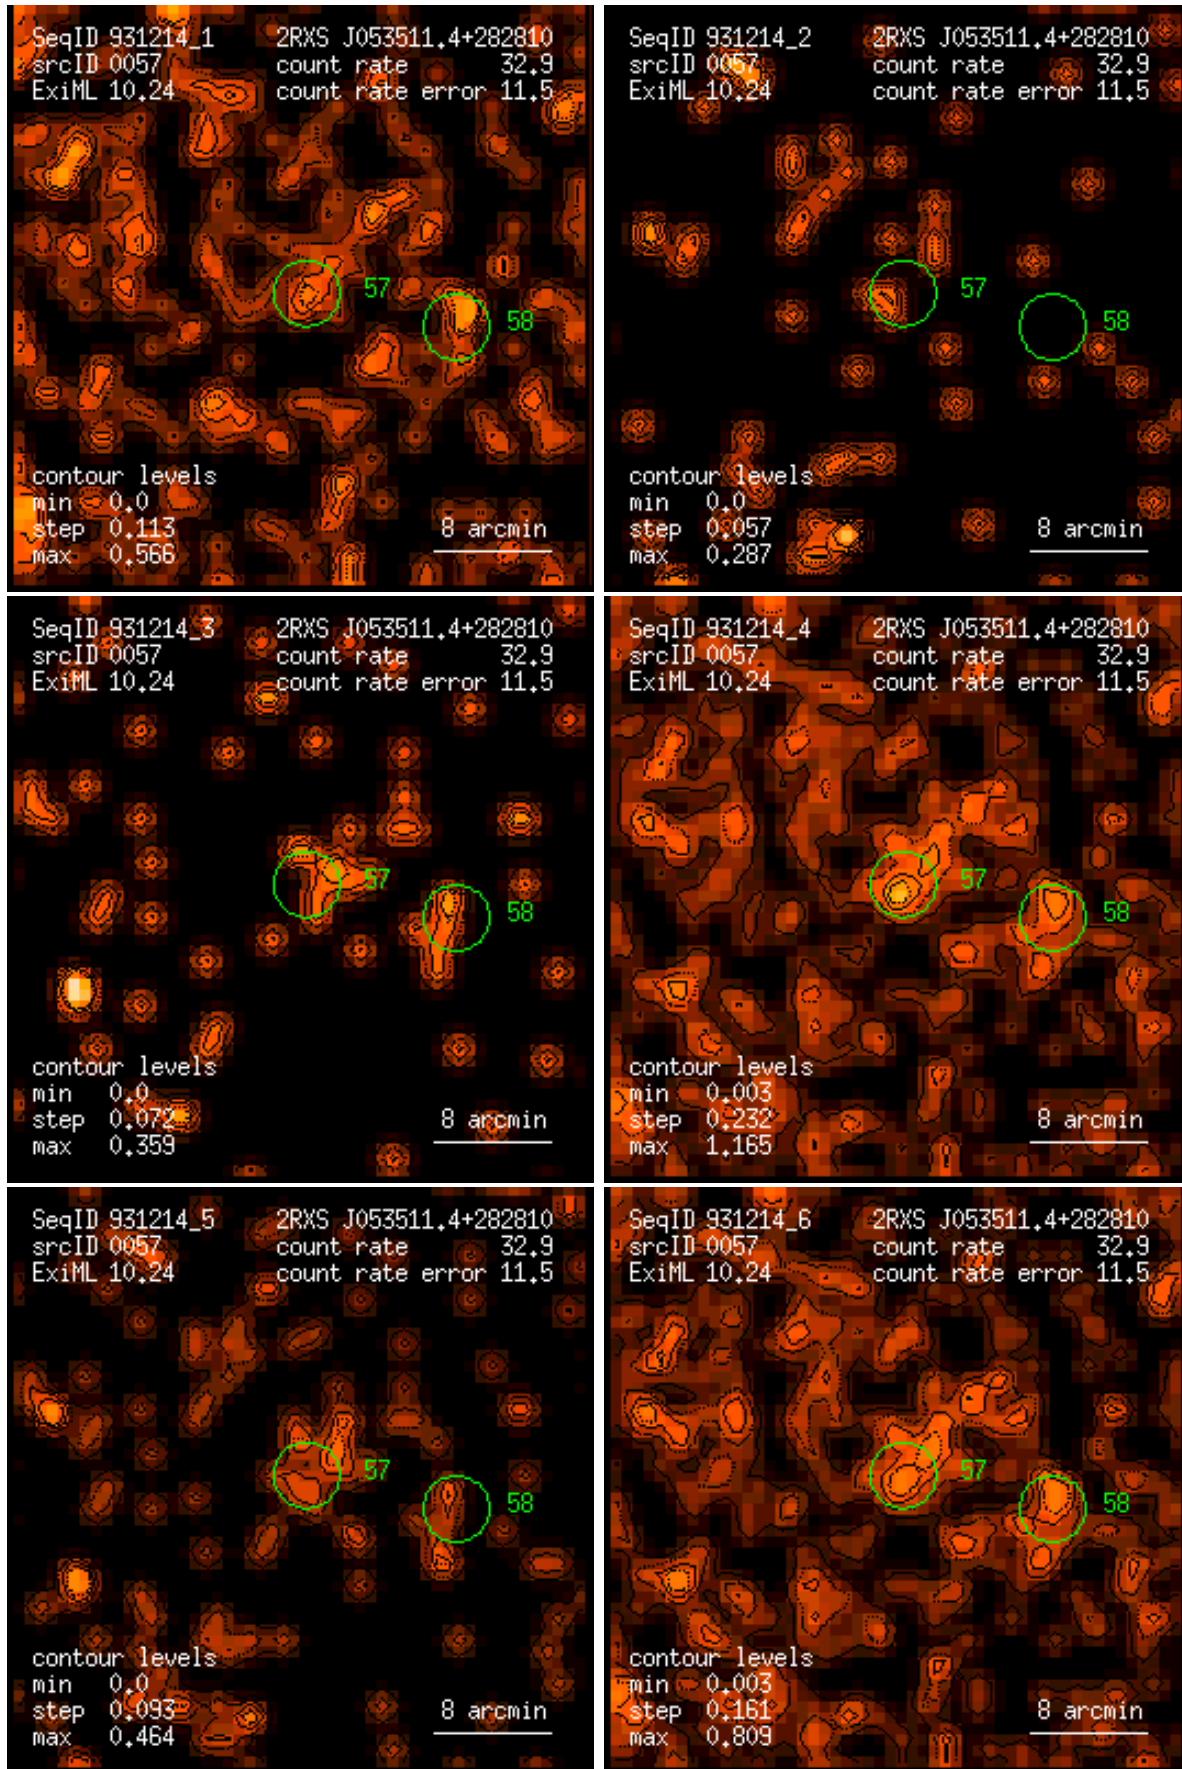 SeqID 931214_1 2RXS J053511.4+282810
srcID 0057 count rate 32.9
ExiML 10.24 count rate error 11.5
57
58
contour levels
min 0.0
step 0.113 8 arcmin
max 0.566
SeqID 931214_2 2RXS J053511.4+282810
srcID 0057 count rate 32.9
ExiML 10.24 count rate error 11.5
57
58
contour levels
min 0.0
step 0.057 8 arcmin
max 0.287
SeqID 931214_3 2RXS J053511.4+282810
srcID 0057 count rate 32.9
ExiML 10.24 count rate error 11.5
57
58
contour levels
min 0.0
step 0.072 8 arcmin
max 0.359
SeqID 931214_4 2RXS J053511.4+282810
srcID 0057 count rate 32.9
ExiML 10.24 count rate error 11.5
57
58
contour levels
min 0.003
step 0.232 8 arcmin
max 1.165
SeqID 931214_5 2RXS J053511.4+282810
srcID 0057 count rate 32.9
ExiML 10.24 count rate error 11.5
57
58
contour levels
min 0.0
step 0.093 8 arcmin
max 0.464
SeqID 931214_6 2RXS J053511.4+282810
srcID 0057 count rate 32.9
ExiML 10.24 count rate error 11.5
57
58
contour levels
min 0.003
step 0.161 8 arcmin
max 0.809